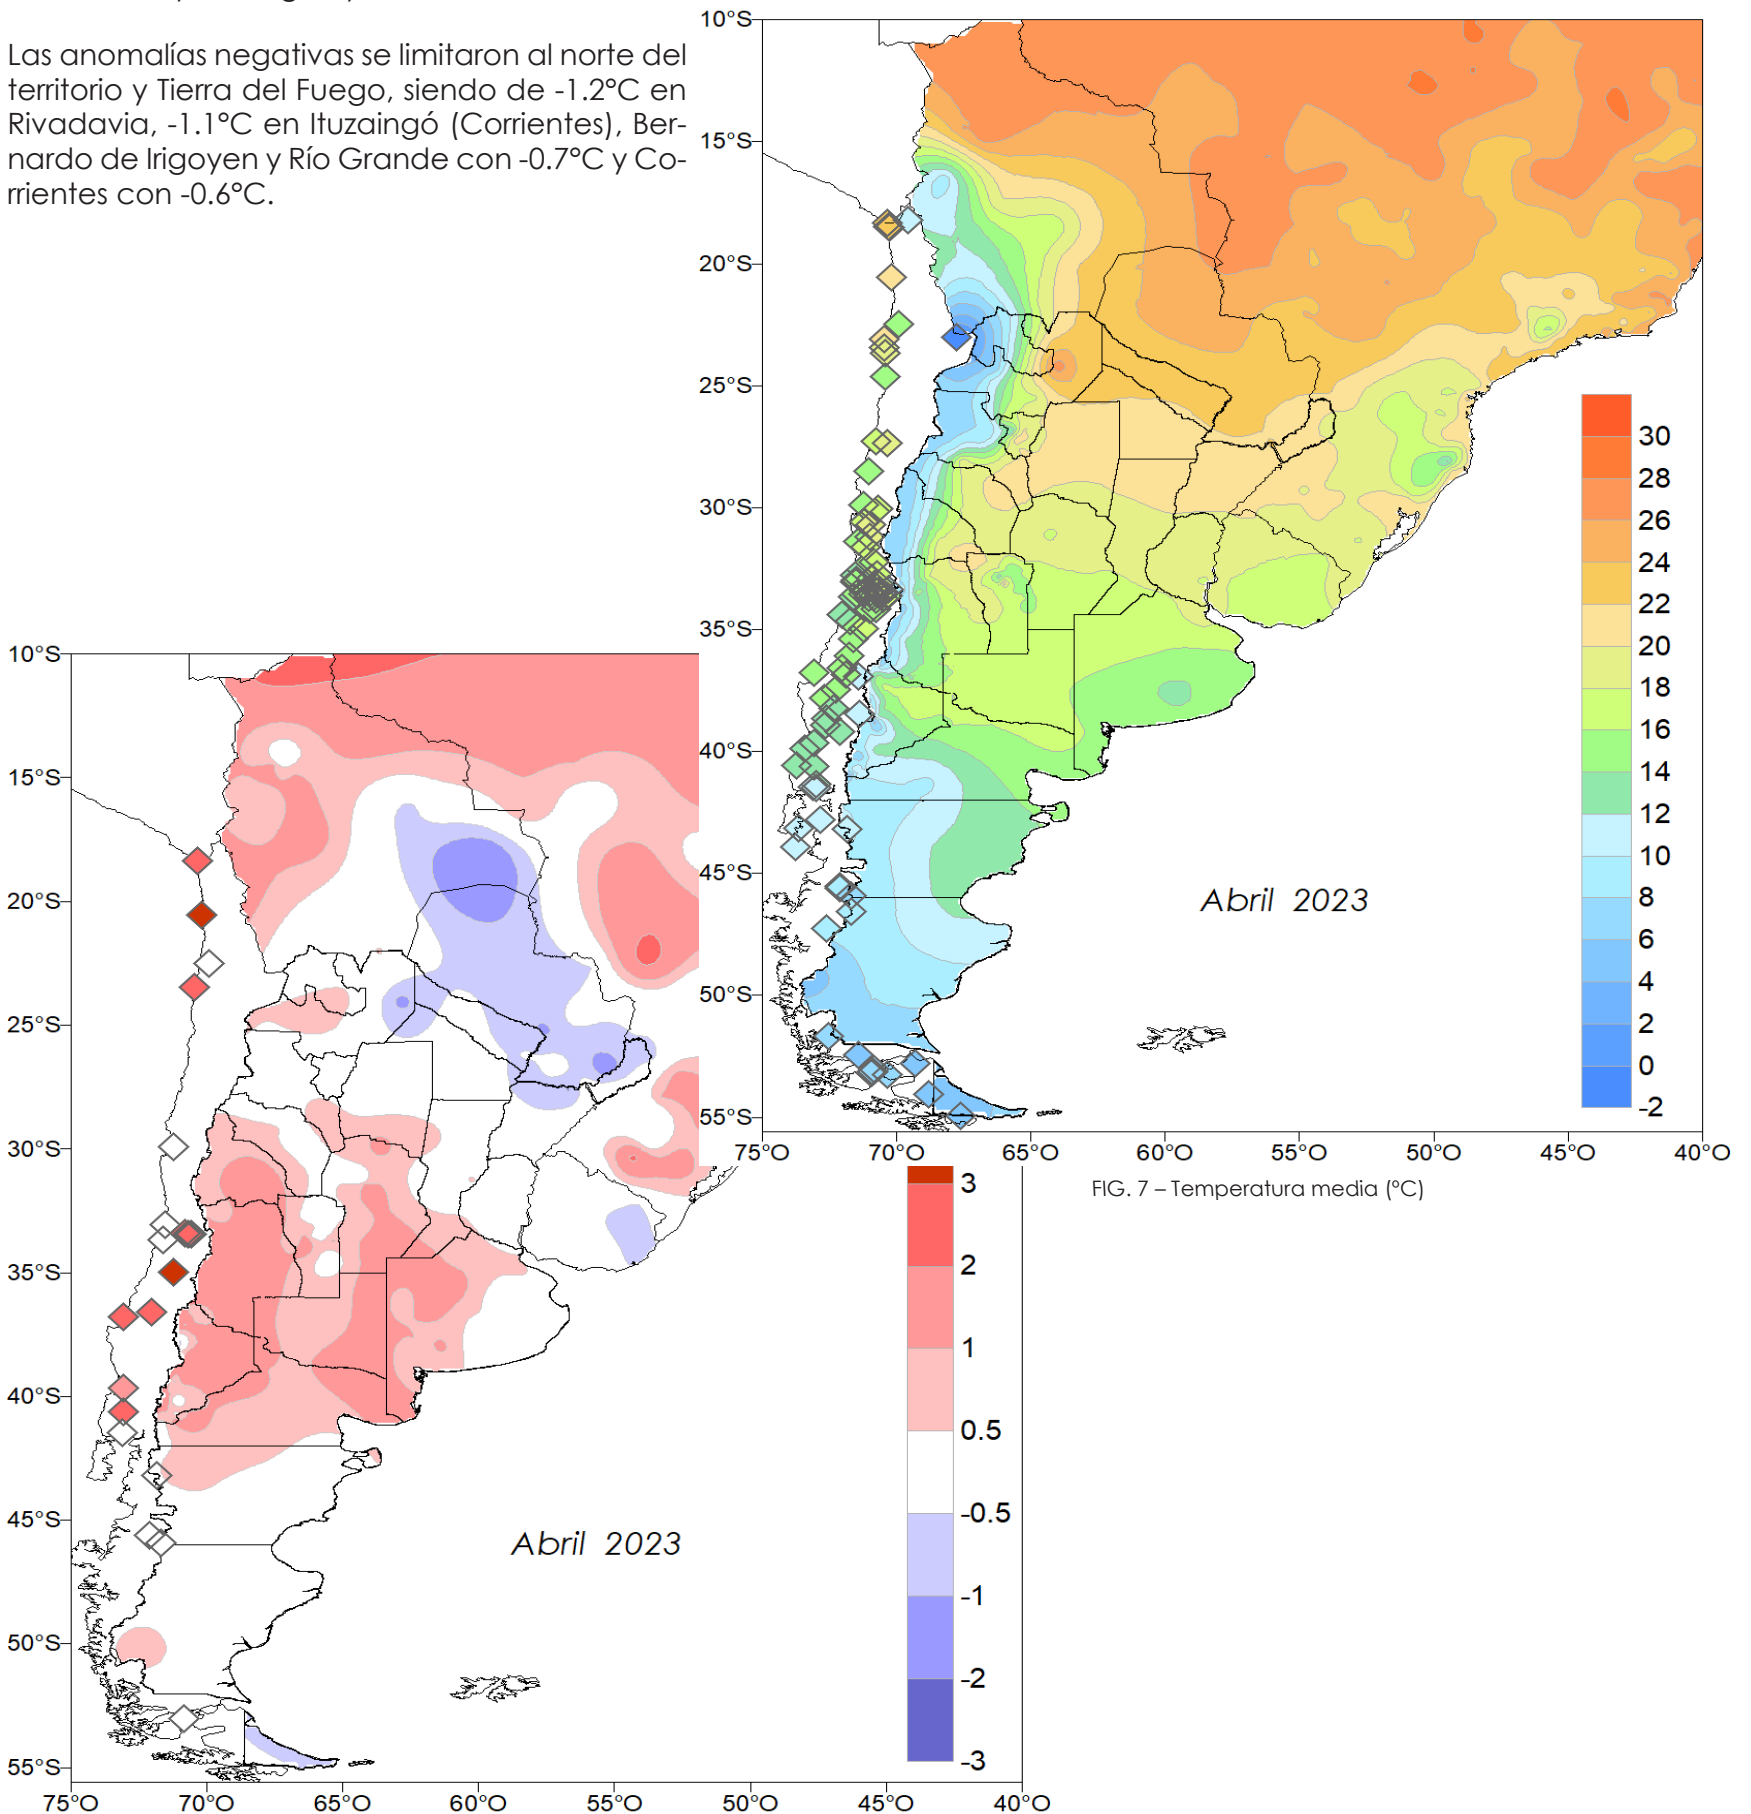 Las anomalías negativas se limitaron al norte del
territorio y Tierra del Fuego, siendo de -1.2°C en
Rivadavia, -1.1°C en Ituzaingó (Corrientes), Ber-
nardo de Irigoyen y Río Grande con -0.7°C y Co-
rrientes con -0.6°C.
10°S
15°S
20°S
25°S
30°S
35°S
40°S
45°S
50°S
55°S
75°O 70°O 65°O 60°O 55°O 50°O 45°O 40°O
Abril 2023
30
28
26
24
22
20
18
16
14
12
10
8
6
4
2
0
-2
FIG. 7 – Temperatura media (°C)
10°S
15°S
20°S
25°S
30°S
35°S
40°S
45°S
50°S
55°S
75°O 70°O 65°O 60°O 55°O 50°O 45°O 40°O
Abril 2023
3
2
1
0.5
-0.5
-1
-2
-3